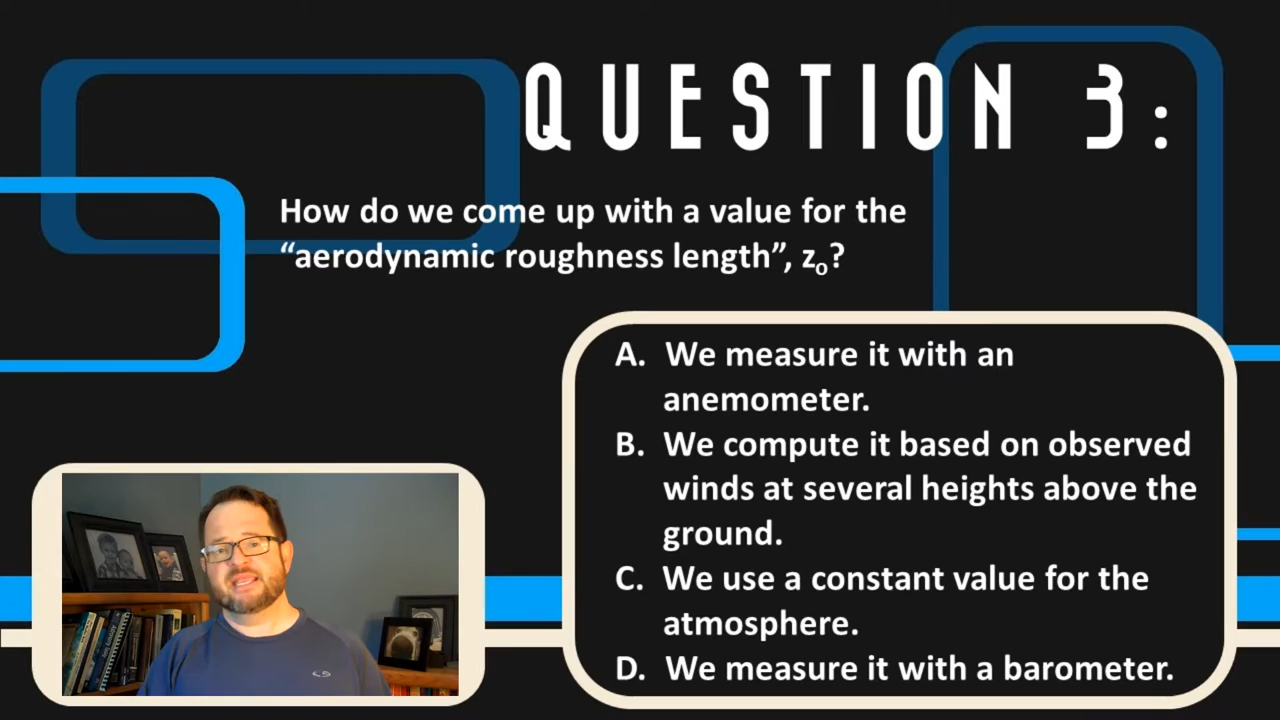 QUESTION 3:
How do we come up with a value for the
“aerodynamic roughness length”, zₒ?
A. We measure it with an
anemometer.
B. We compute it based on observed
winds at several heights above the
ground.
C. We use a constant value for the
atmosphere.
D. We measure it with a barometer.